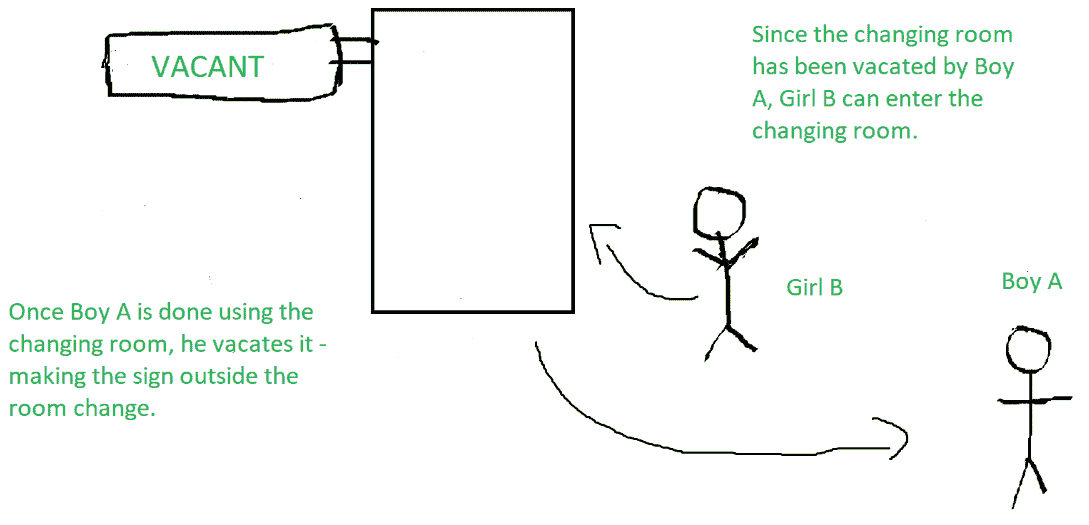 VACANT
Since the changing room
has been vacated by Boy
A, Girl B can enter the
changing room.
Girl B
Boy A
Once Boy A is done using the
changing room, he vacates it -
making the sign outside the
room change.